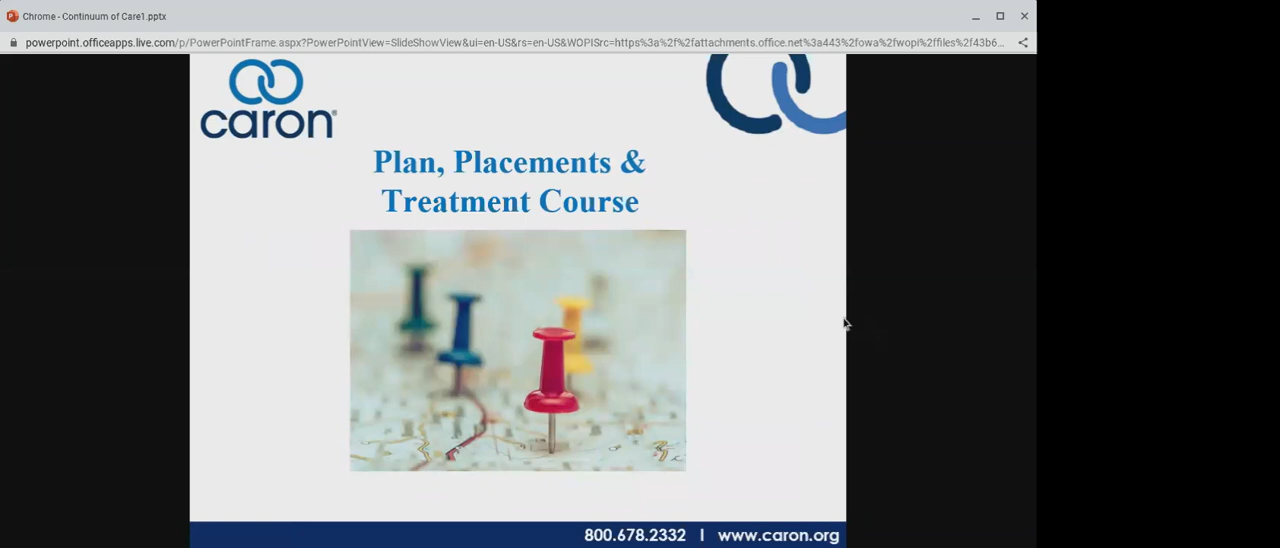 Chrome - Continuum of Care1.pptx
powerpoint.officeapps.live.com/p/PowerPointFrame.aspx?PowerPointView=SlideShowView&ui=en-US&rs=en-US&WOPISrc=https%3a%2f%2fattachments.office.net%3a443%2fowa%2fwopi%2ffiles%2f43b6...
caron®
Plan, Placements &
Treatment Course
800.678.2332 | www.caron.org